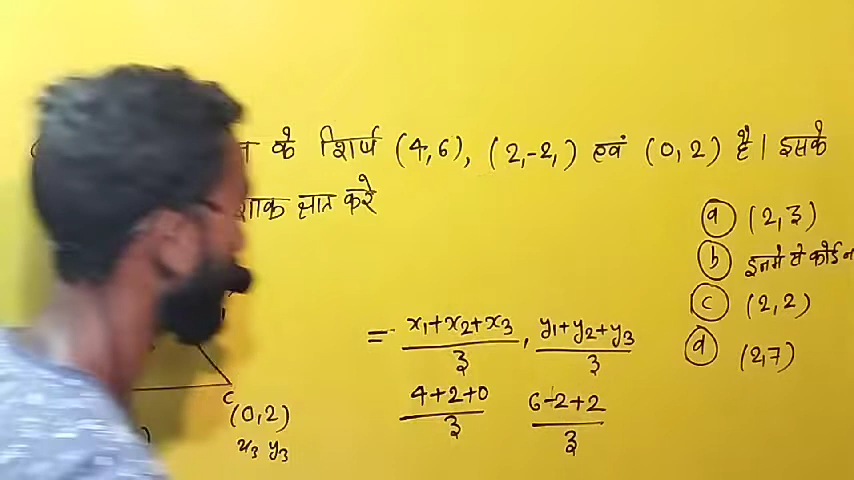 के शिर्ष (4,6), (2,-2,) एवं (0,2) है। इसके
ज्ञात करे
a (2,3)
b इनमे से कोई न
c (2,2)
d (2,7)
= x₁+x₂+x₃/3, y₁+y₂+y₃/3
4+2+0/3 6-2+2/3
C
(0,2)
x₃ y₃